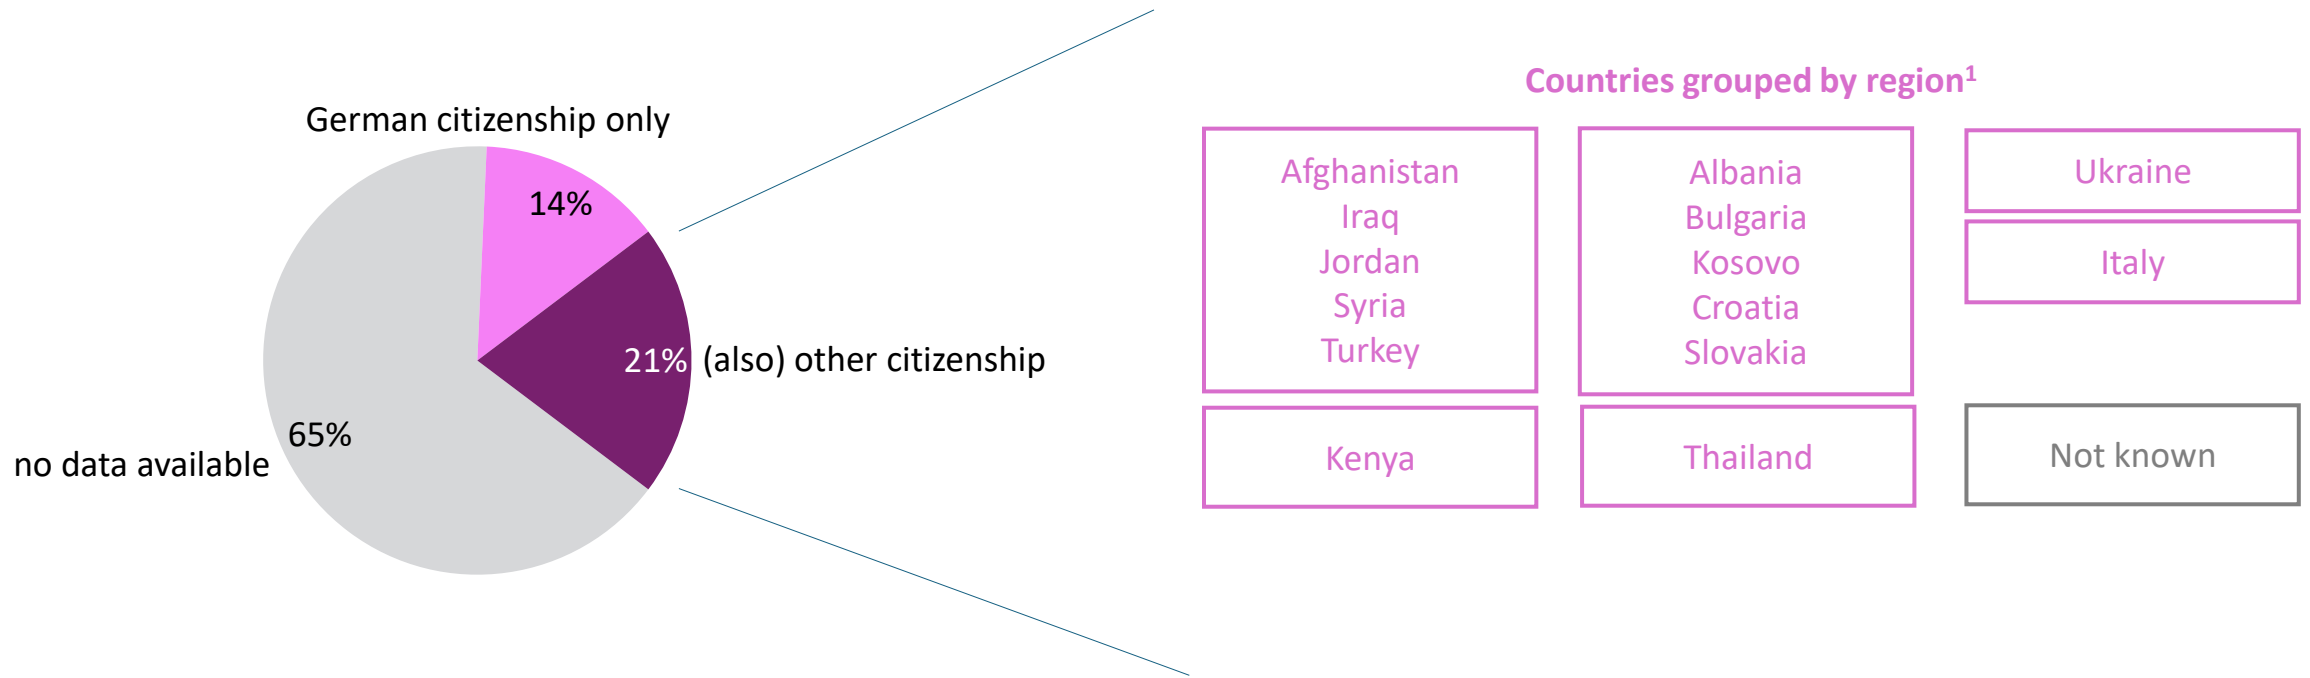 German citizenship only
14%
21%
(also) other citizenship
65%
no data available
Countries grouped by region1
Afghanistan
Iraq
Jordan
Syria
Turkey
Albania
Bulgaria
Kosovo
Croatia
Slovakia
Ukraine
Italy
Kenya
Thailand
Not known